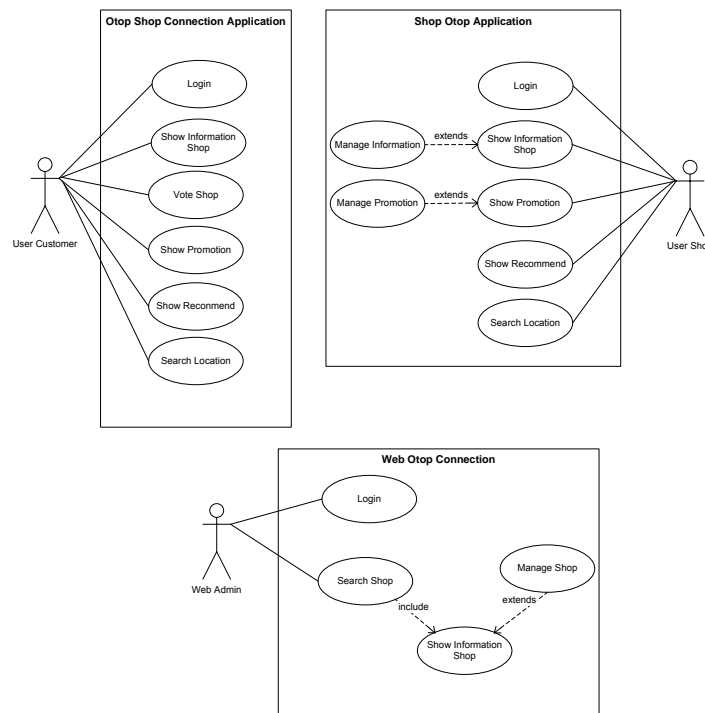 Otop Shop Connection Application
Login
Show Information
Shop
Vote Shop
Show Promotion
Show Reconmend
Search Location
User Customer
Shop Otop Application
Login
Manage Information
extends
Show Information
Shop
Manage Promotion
extends
Show Promotion
Show Recommend
Search Location
User Sho
Web Otop Connection
Login
Search Shop
Manage Shop
include
extends
Show Information
Shop
Web Admin